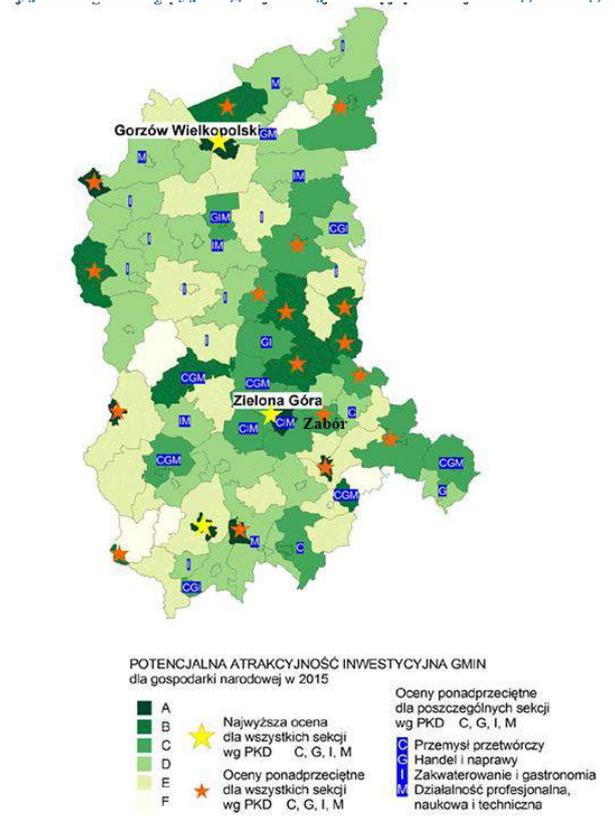 I
M
Gorzów Wielkopolski
GM
M
IM
I
GIM
I
CGI
I
IM
I
I
I
I
I
GI
CGM
CGM
Zielona Góra
C
IM
CIM
CIM
Zabór
CGM
CGM
CGM
G
M
C
I
CGI
POTENCJALNA ATRAKCYJNOŚĆ INWESTYCYJNA GMIN
dla gospodarki narodowej w 2015
A
B
C
D
E
F
Najwyższa ocena
dla wszystkich sekcji
wg PKD C, G, I, M
Oceny ponadprzeciętne
dla wszystkich sekcji
wg PKD C, G, I, M
Oceny ponadprzeciętne
dla poszczególnych sekcji
wg PKD C, G, I, M
C Przemysł przetwórczy
G Handel i naprawy
I Zakwaterowanie i gastronomia
M Działalność profesjonalna,
naukowa i techniczna